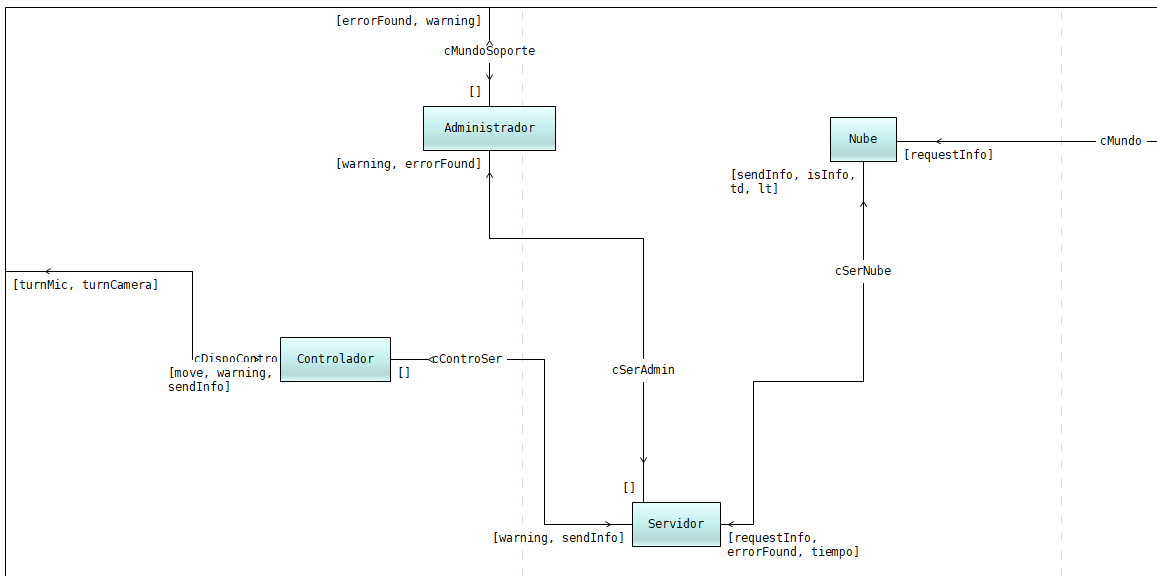 [errorFound, warning]
cMundoSoporte
[]
Administrador
[warning, errorFound]
Nube
[requestInfo]
cMundo
[sendInfo, isInfo,
td, lt]
cSerNube
[turnMic, turnCamera]
cDispoContro
Controlador
[move, warning,
sendInfo]
[]
cControSer
cSerAdmin
[]
Servidor
[warning, sendInfo]
[requestInfo,
errorFound, tiempo]